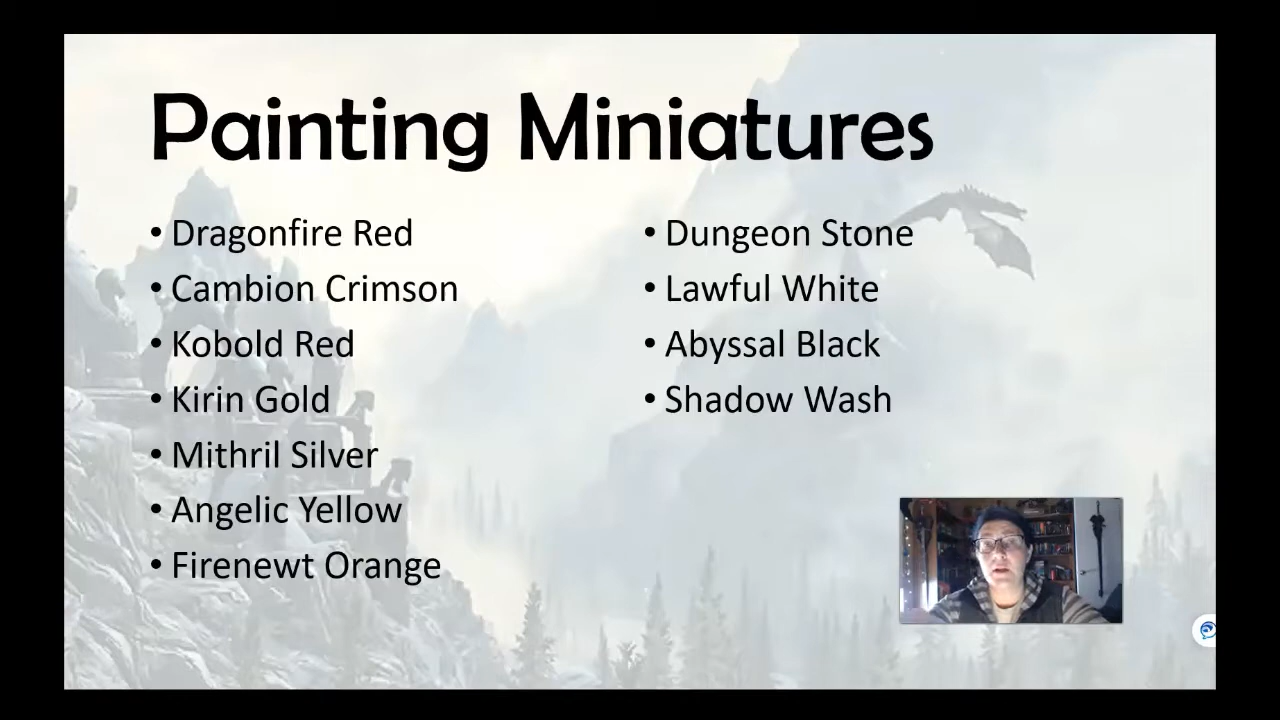 Painting Miniatures
• Dragonfire Red
• Cambion Crimson
• Kobold Red
• Kirin Gold
• Mithril Silver
• Angelic Yellow
• Firenewt Orange
• Dungeon Stone
• Lawful White
• Abyssal Black
• Shadow Wash